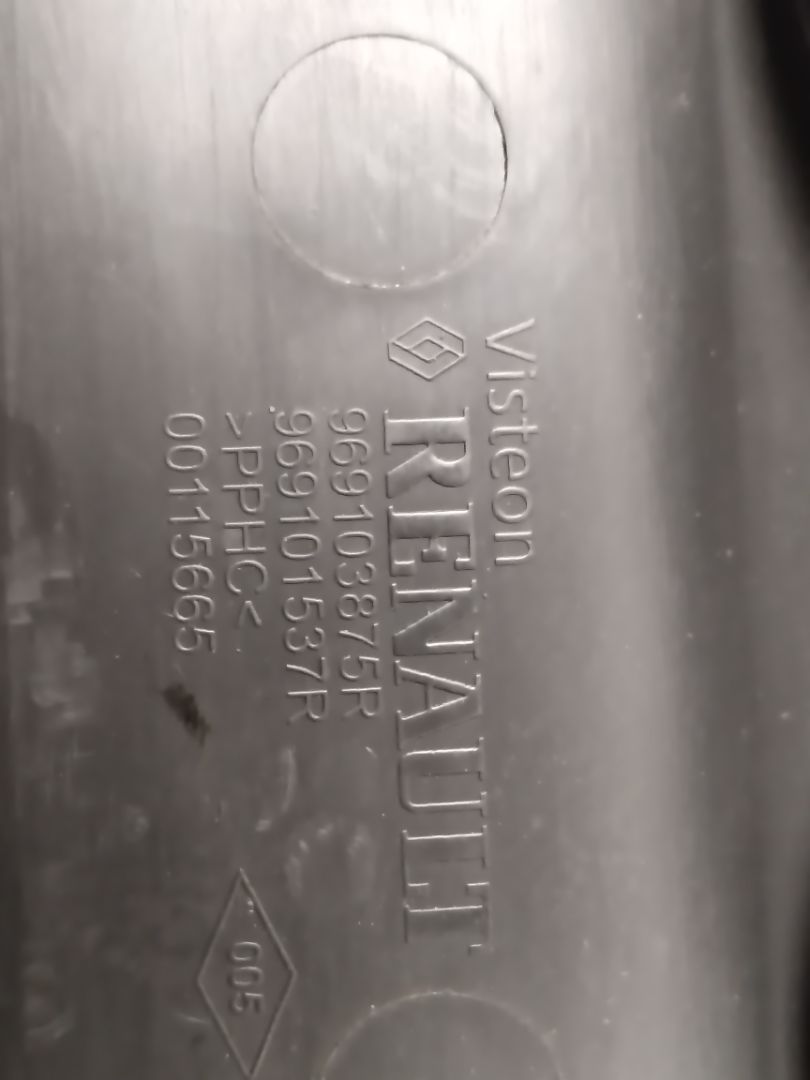 Visteon
RENAULT
969103875R
969101537R
>PPHC<
00115665
005